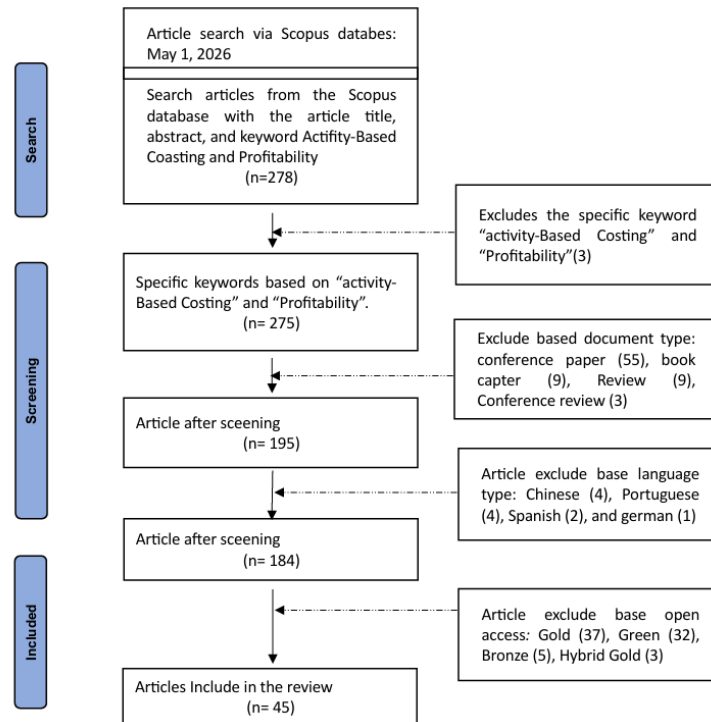 Article search via Scopus databes:
May 1, 2026
Search articles from the Scopus
database with the article title,
abstract, and keyword Actifity-Based
Coasting and Profitability
(n=278)
Search
Excludes the specific keyword
“activity-Based Costing” and
“Profitability”(3)
Specific keywords based on “activity-
Based Costing” and “Profitability”.
(n= 275)
Exclude based document type:
conference paper (55), book
capter (9), Review (9),
Conference review (3)
Screening
Article after sceening
(n= 195)
Article exclude base language
type: Chinese (4), Portuguese
(4), Spanish (2), and german (1)
Article after sceening
(n= 184)
Article exclude base open
access: Gold (37), Green (32),
Bronze (5), Hybrid Gold (3)
Included
Articles Include in the review
(n= 45)